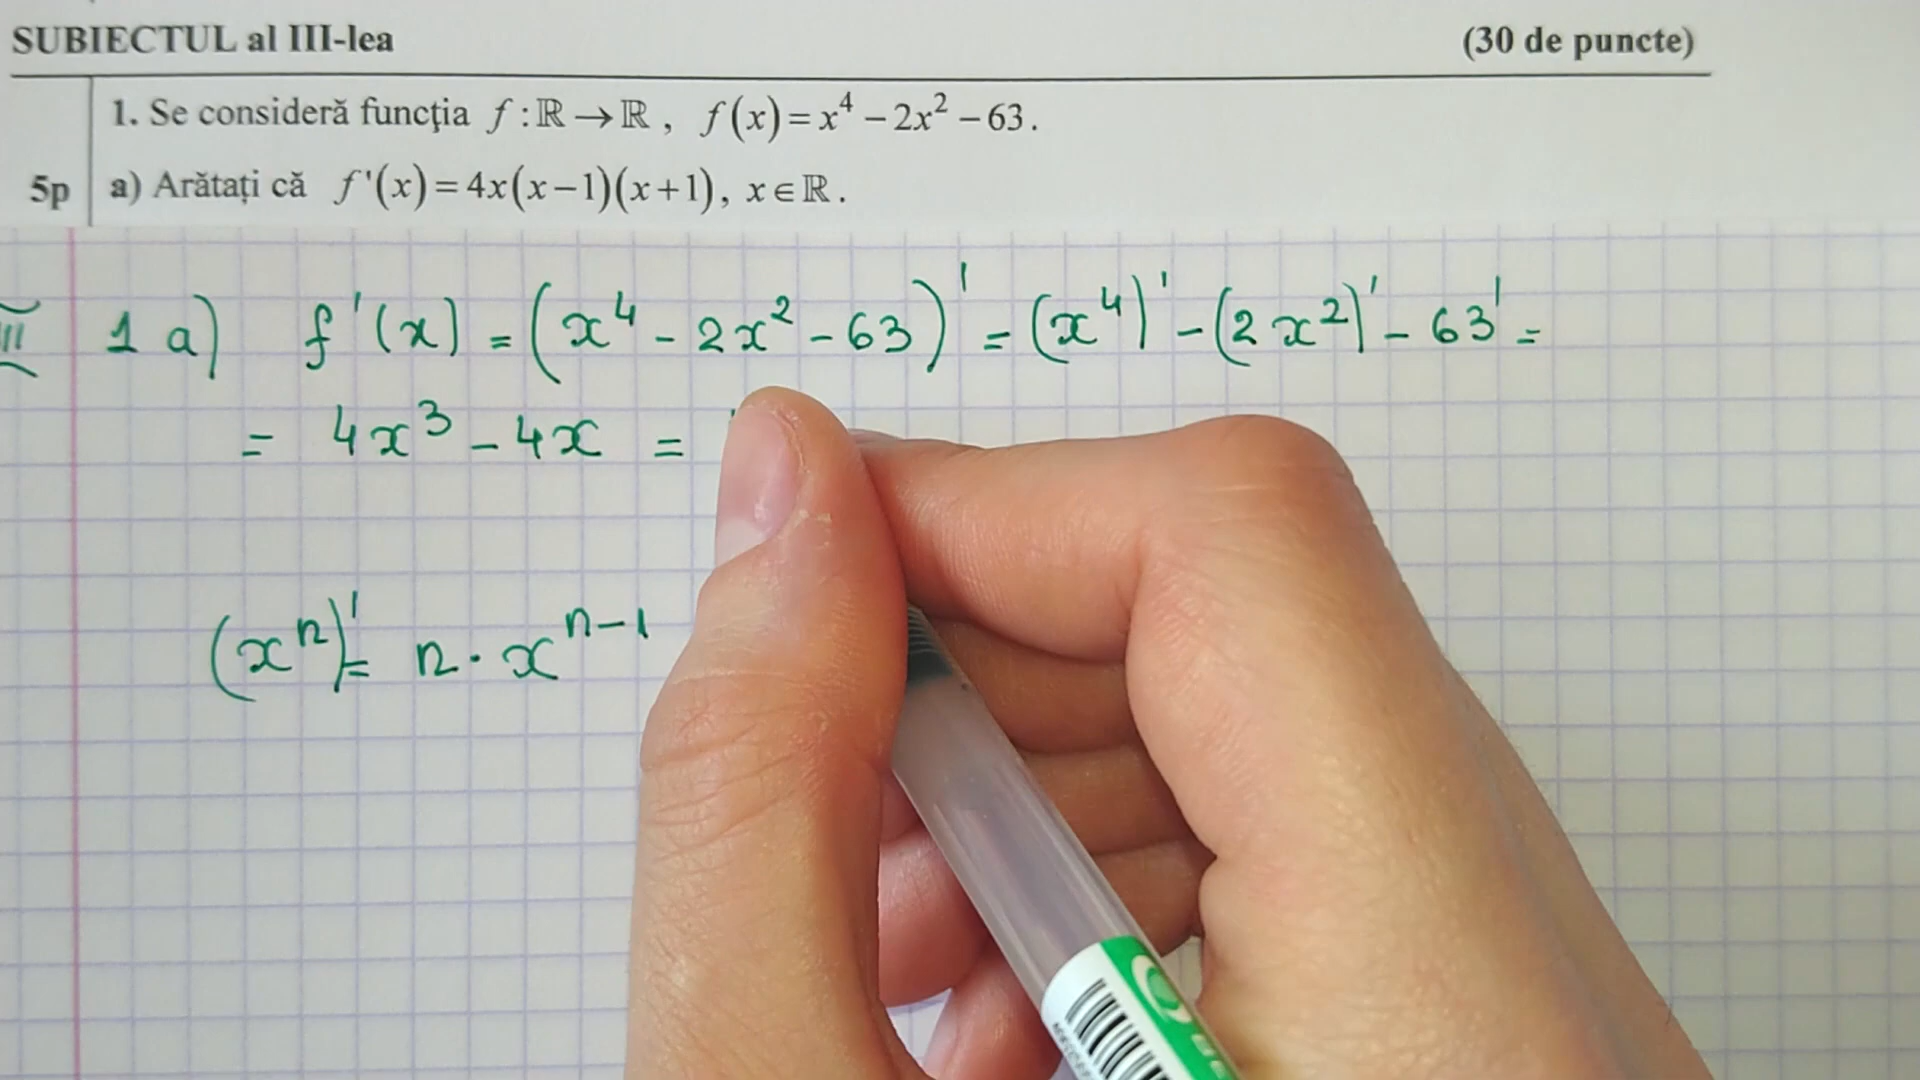 SUBIECTUL al III-lea (30 de puncte)
1. Se consideră funcţia f : ℝ → ℝ , f(x) = x⁴ − 2x² − 63.
5p a) Arătați că f'(x) = 4x(x−1)(x+1), x ∈ ℝ.
III 1 a) f'(x) = (x⁴ − 2x² − 63)' = (x⁴)' − (2x²)' − 63' =
= 4x³ − 4x =
(xⁿ)' = n · xⁿ⁻¹